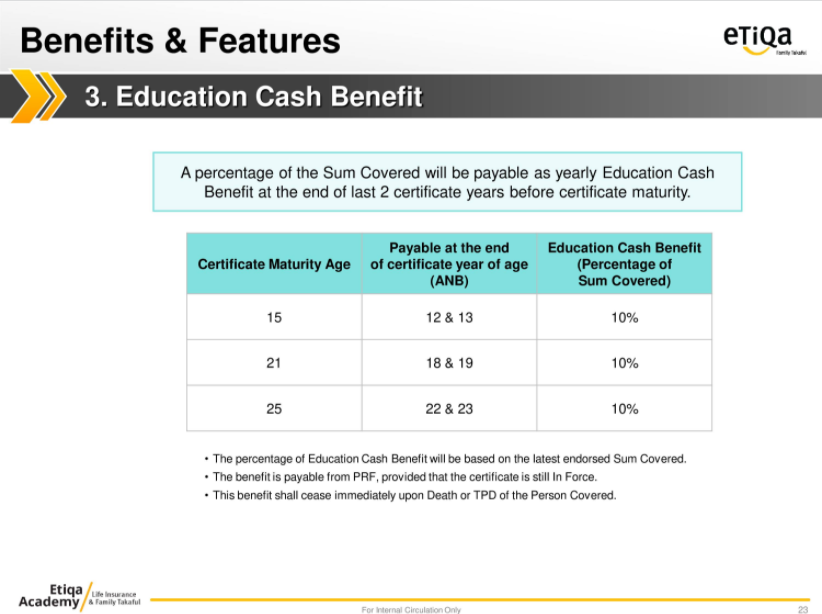 Benefits & Features
eTiQa
Family Takaful
3. Education Cash Benefit
A percentage of the Sum Covered will be payable as yearly Education Cash
Benefit at the end of last 2 certificate years before certificate maturity.
Certificate Maturity Age
Payable at the end
of certificate year of age
(ANB)
Education Cash Benefit
(Percentage of
Sum Covered)
15
12 & 13
10%
21
18 & 19
10%
25
22 & 23
10%
• The percentage of Education Cash Benefit will be based on the latest endorsed Sum Covered.
• The benefit is payable from PRF, provided that the certificate is still In Force.
• This benefit shall cease immediately upon Death or TPD of the Person Covered.
Etiqa
Academy
Life Insurance
& Family Takaful
For Internal Circulation Only
23